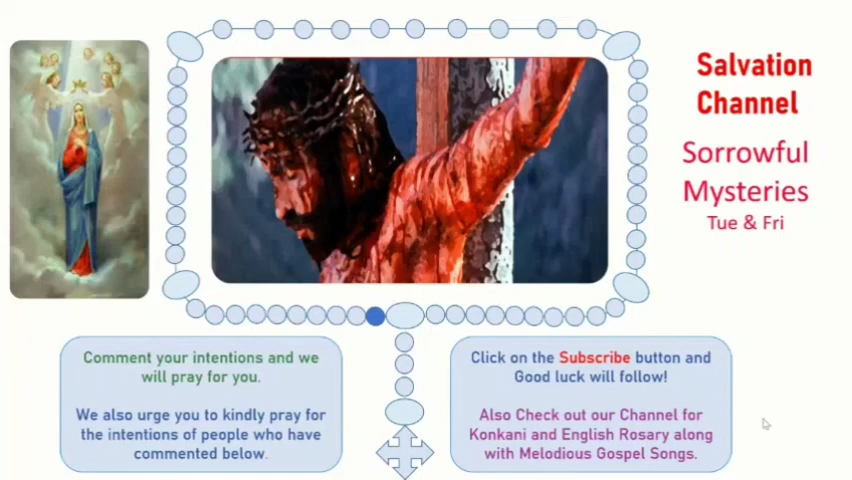 Salvation
Channel
Sorrowful
Mysteries
Tue & Fri
Comment your intentions and we
will pray for you.
We also urge you to kindly pray for
the intentions of people who have
commented below.
Click on the Subscribe button and
Good luck will follow!
Also Check out our Channel for
Konkani and English Rosary along
with Melodious Gospel Songs.